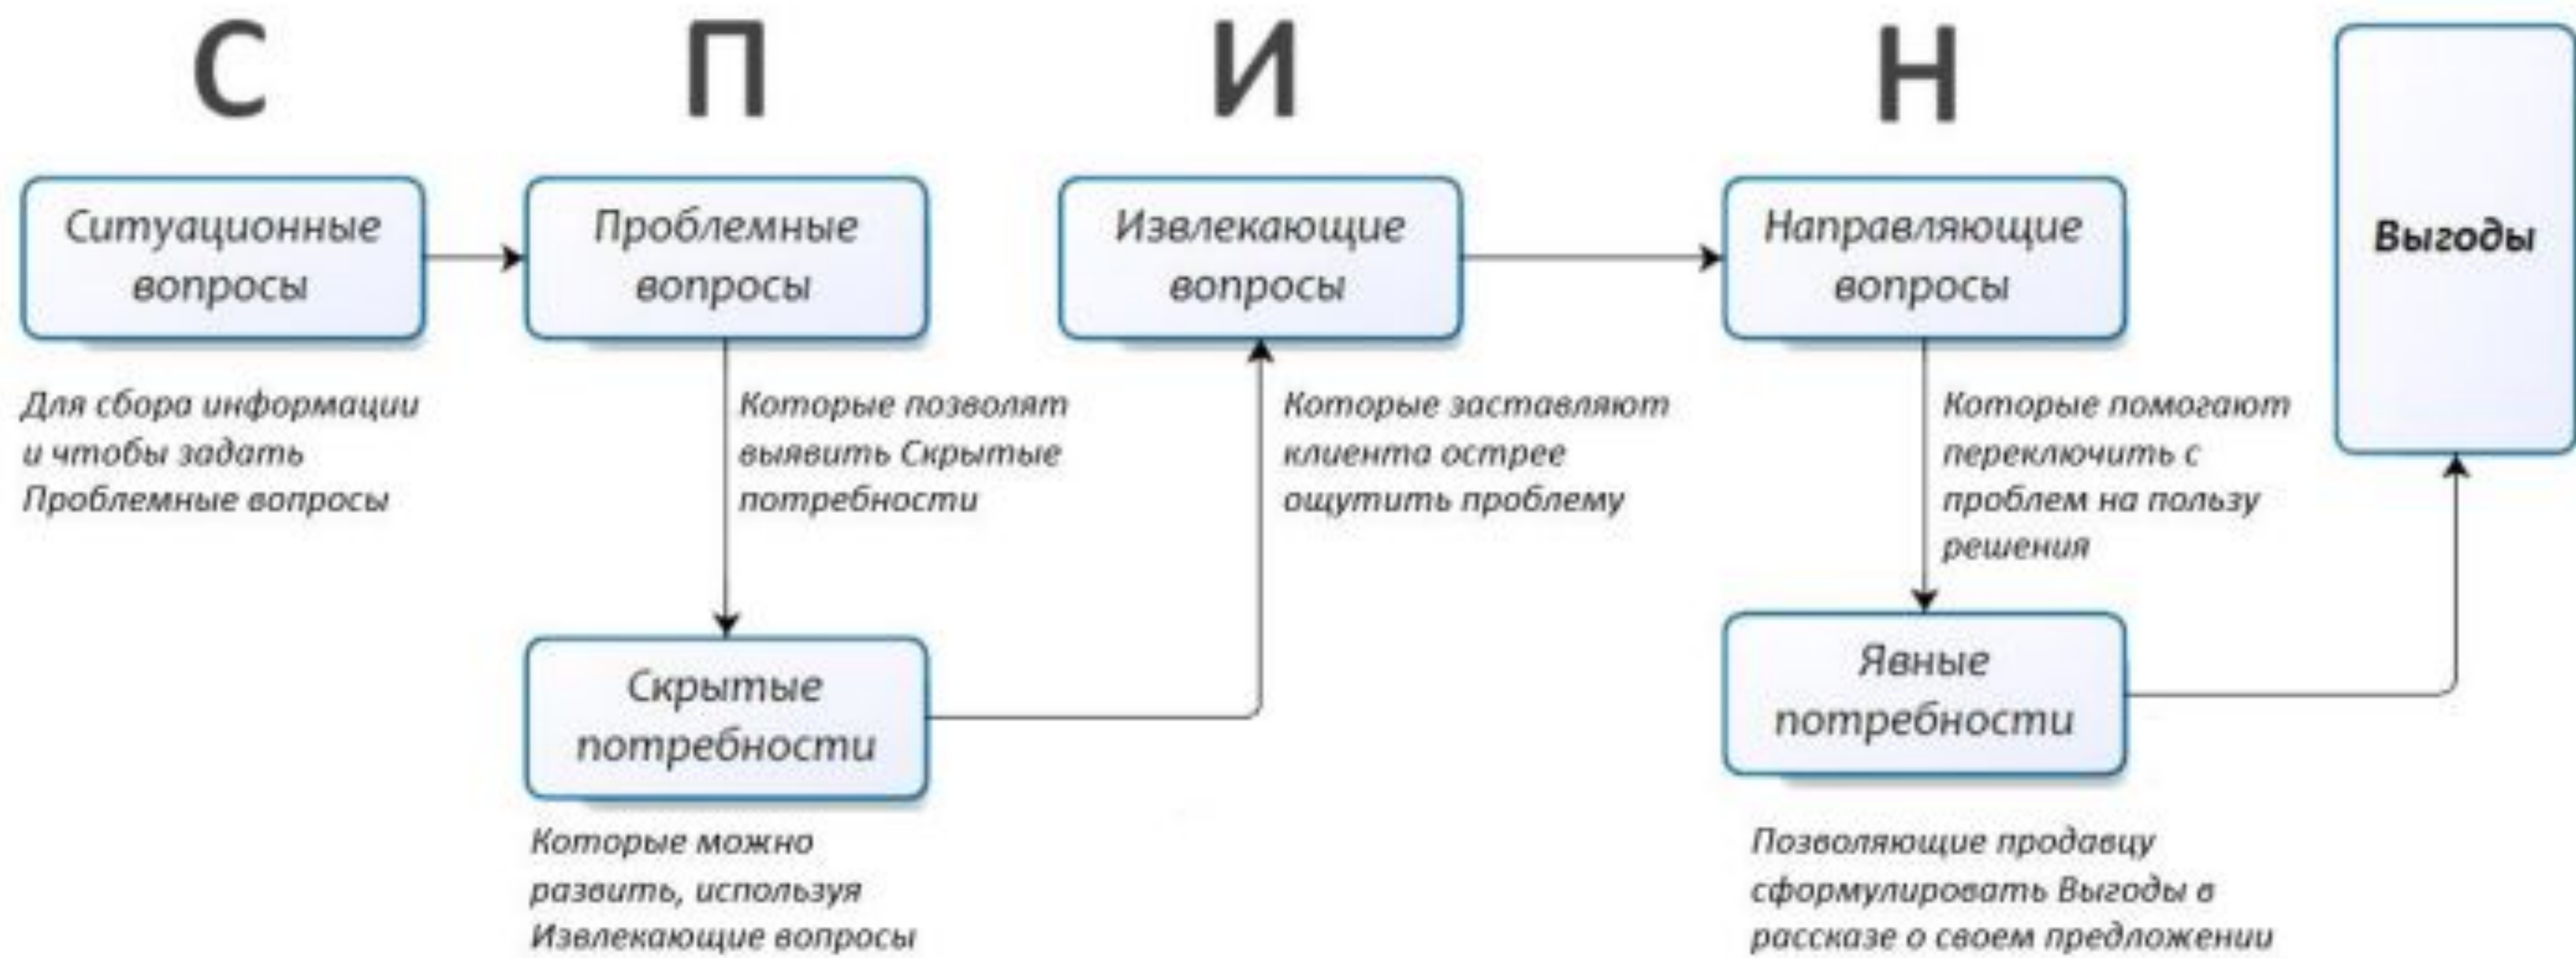 С
П
И
Н
Ситуационные
вопросы
Проблемные
вопросы
Извлекающие
вопросы
Направляющие
вопросы
Выгоды
Для сбора информации
и чтобы задать
Проблемные вопросы
Которые позволят
выявить Скрытые
потребности
Которые заставляют
клиента острее
ощутить проблему
Которые помогают
переключить с
проблем на пользу
решения
Скрытые
потребности
Явные
потребности
Которые можно
развить, используя
Извлекающие вопросы
Позволяющие продавцу
сформулировать Выгоды в
рассказе о своем предложении